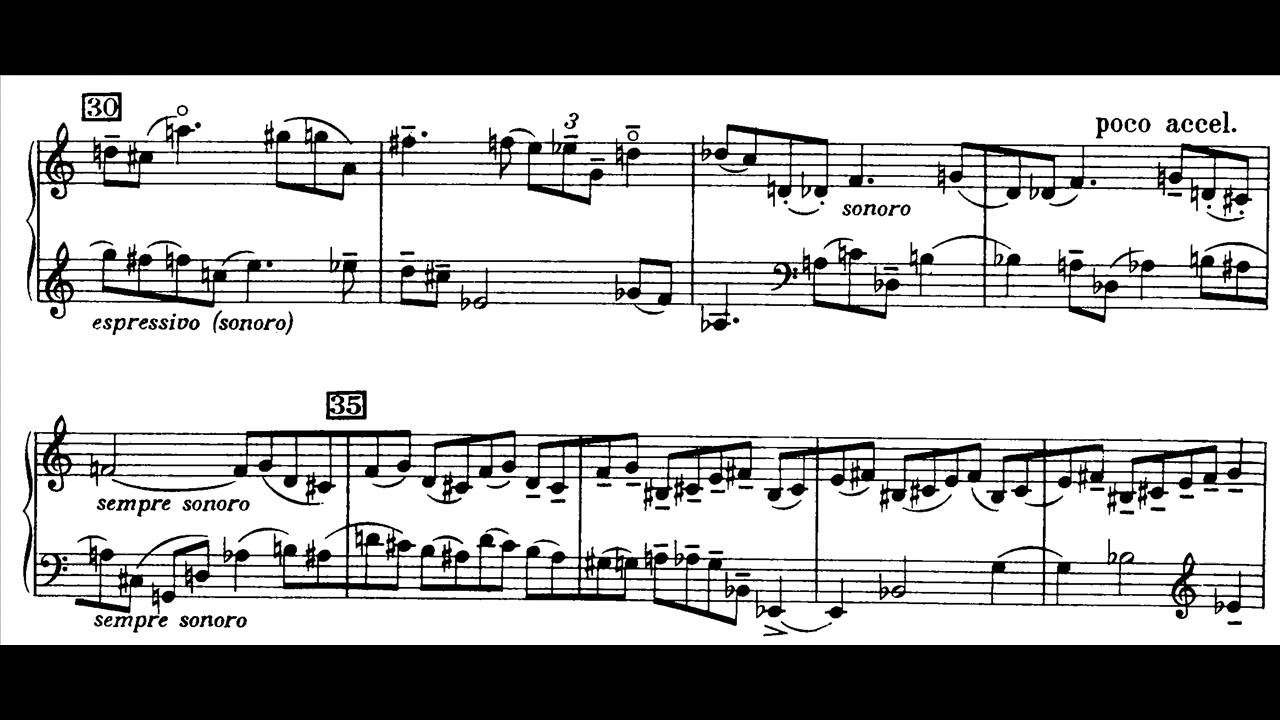 30
3
poco accel.
sonoro
espressivo (sonoro)
35
sempre sonoro
sempre sonoro